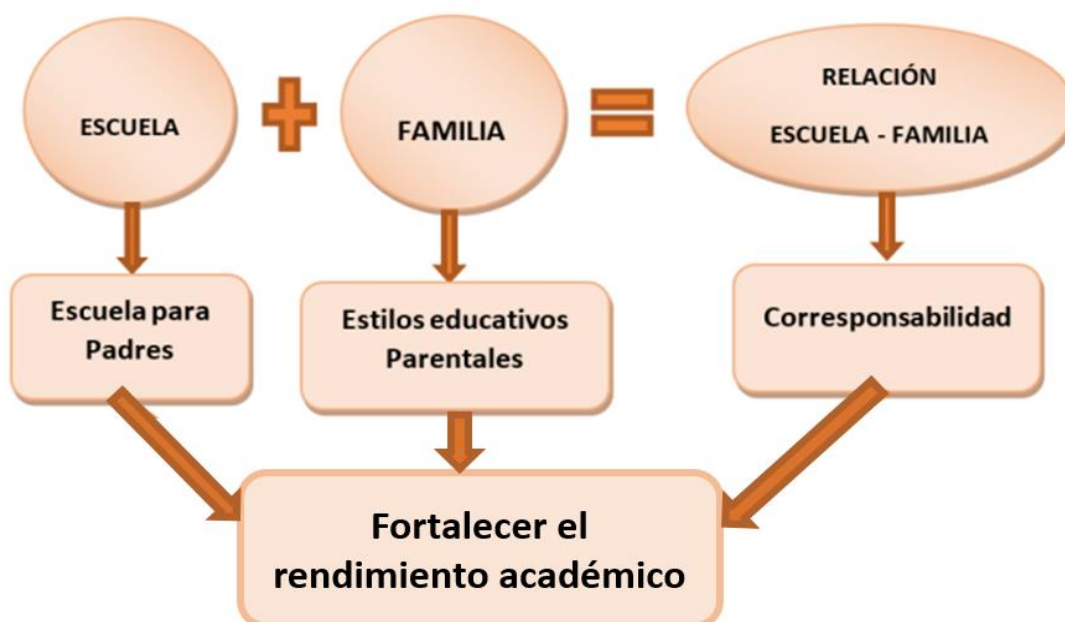 ESCUELA
FAMILIA
RELACIÓN
ESCUELA - FAMILIA
Escuela para
Padres
Estilos educativos
Parentales
Corresponsabilidad
Fortalecer el
rendimiento académico